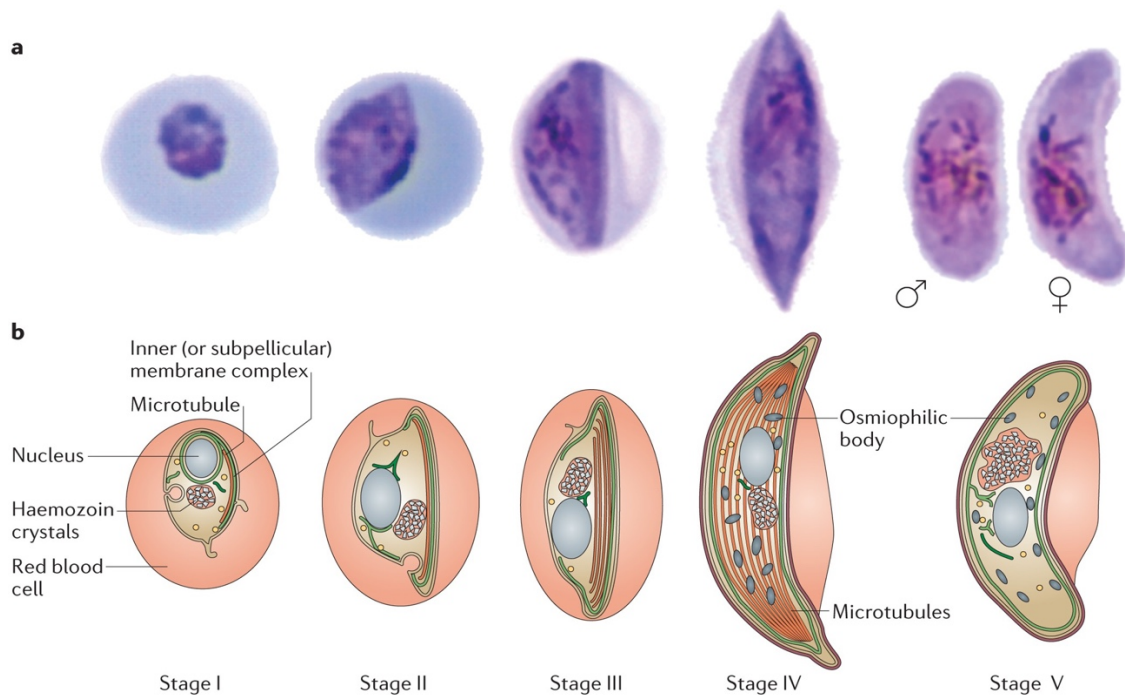 a
♂
♀
b
Inner (or subpellicular)
membrane complex
Microtubule
Nucleus
Haemozoin
crystals
Red blood
cell
Osmiophilic
body
Microtubules
Stage I
Stage II
Stage III
Stage IV
Stage V